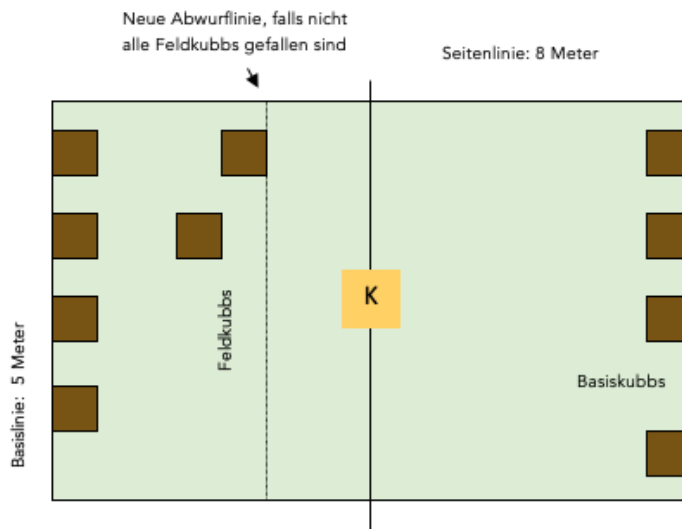 Neue Abwurflinie, falls nicht
alle Feldkubbs gefallen sind
Seitenlinie: 8 Meter
K
Feldkubbs
Basiskubbs
Basislinie: 5 Meter